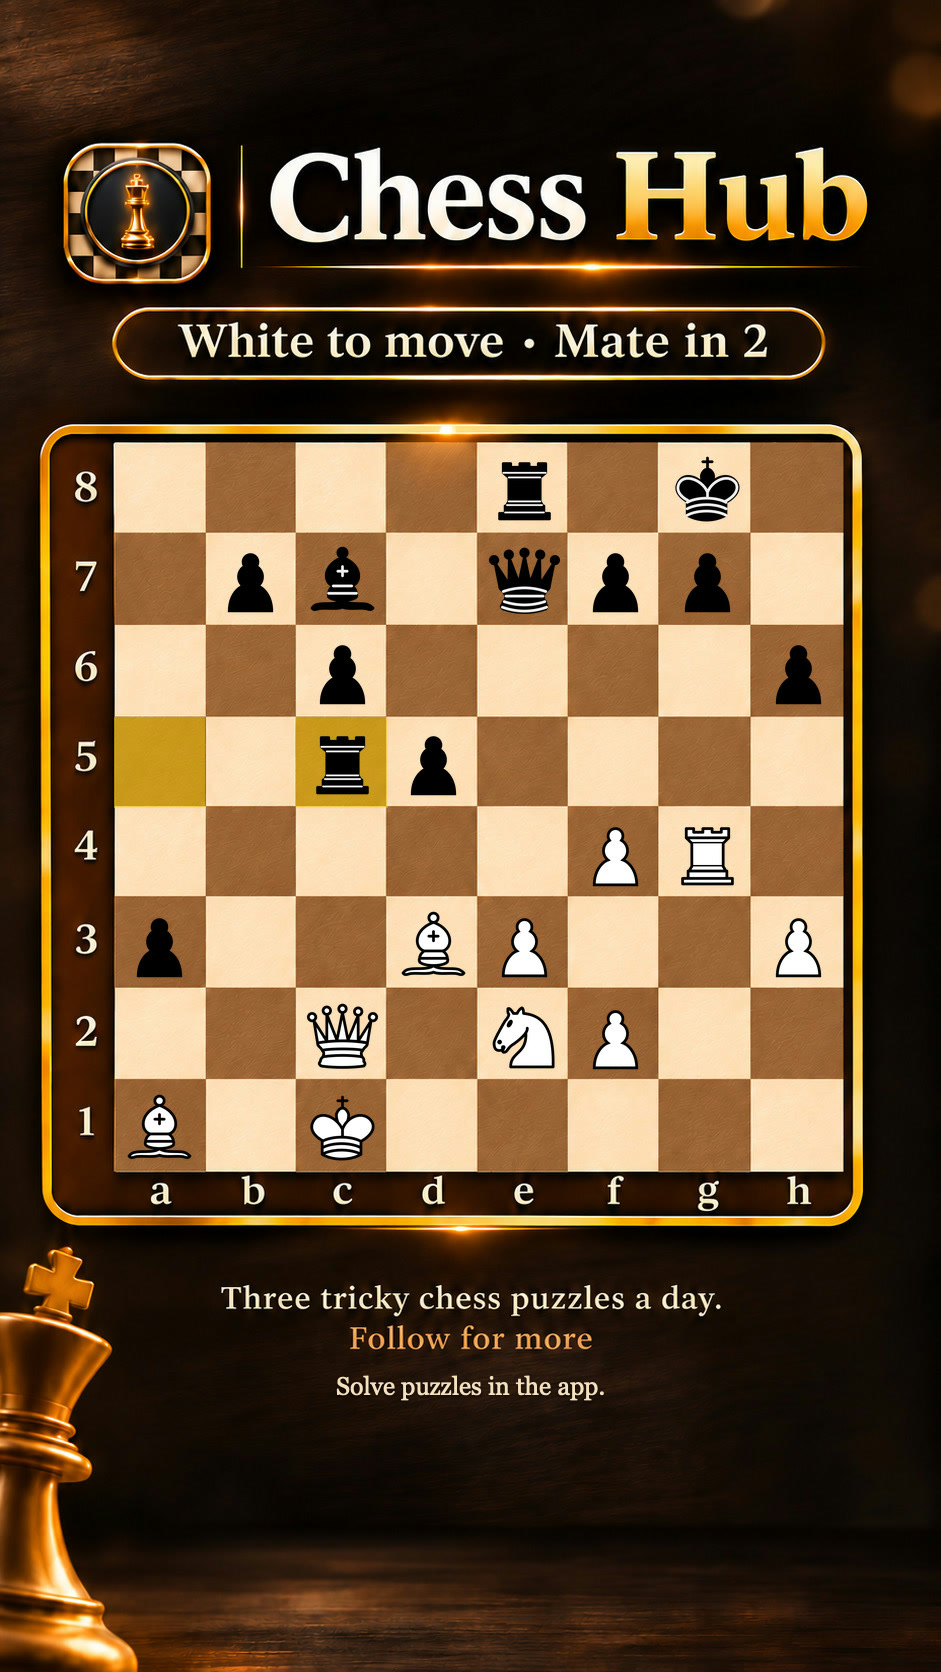 Chess Hub
White to move • Mate in 2
8
7
6
5
4
3
2
1
a b c d e f g h
Three tricky chess puzzles a day.
Follow for more
Solve puzzles in the app.